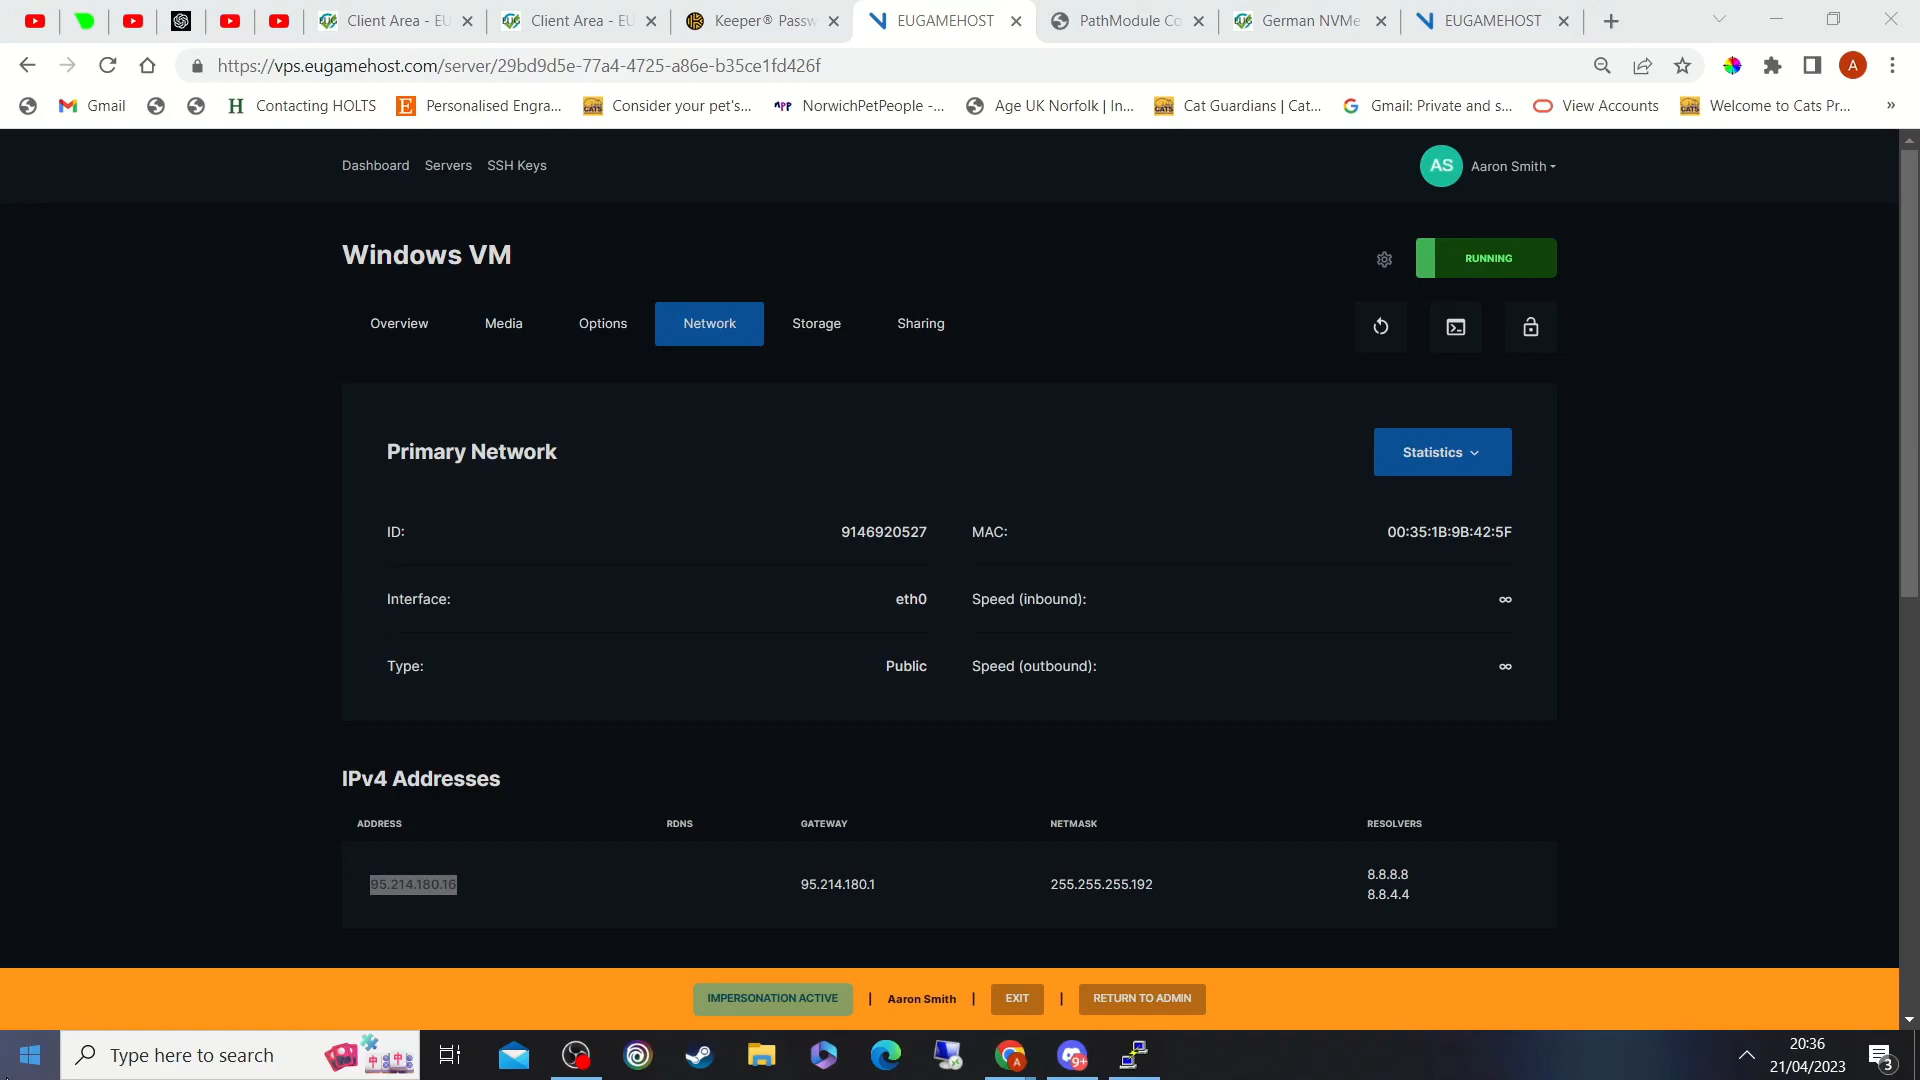 Client Area - EU
Client Area - EU
Keeper® Passw
EUGAMEHOST
PathModule Co
German NVMe
EUGAMEHOST
https://vps.eugamehost.com/server/29bd9d5e-77a4-4725-a86e-b35ce1fd426f
A
Gmail
H Contacting HOLTS
E Personalised Engra...
CATS Consider your pet's...
NPP NorwichPetPeople -...
Age UK Norfolk | In...
CATS Cat Guardians | Cat...
G Gmail: Private and s...
View Accounts
CATS Welcome to Cats Pr...
»
Dashboard Servers SSH Keys
AS Aaron Smith
Windows VM
RUNNING
Overview Media Options Network Storage Sharing
Primary Network
Statistics
ID: 9146920527 MAC: 00:35:1B:9B:42:5F
Interface: eth0 Speed (inbound): ∞
Type: Public Speed (outbound): ∞
IPv4 Addresses
ADDRESS RDNS GATEWAY NETMASK RESOLVERS
95.214.180.16 95.214.180.1 255.255.255.192 8.8.8.8
8.8.4.4
IMPERSONATION ACTIVE | Aaron Smith | EXIT | RETURN TO ADMIN
Type here to search
A
9+
20:36
21/04/2023
3